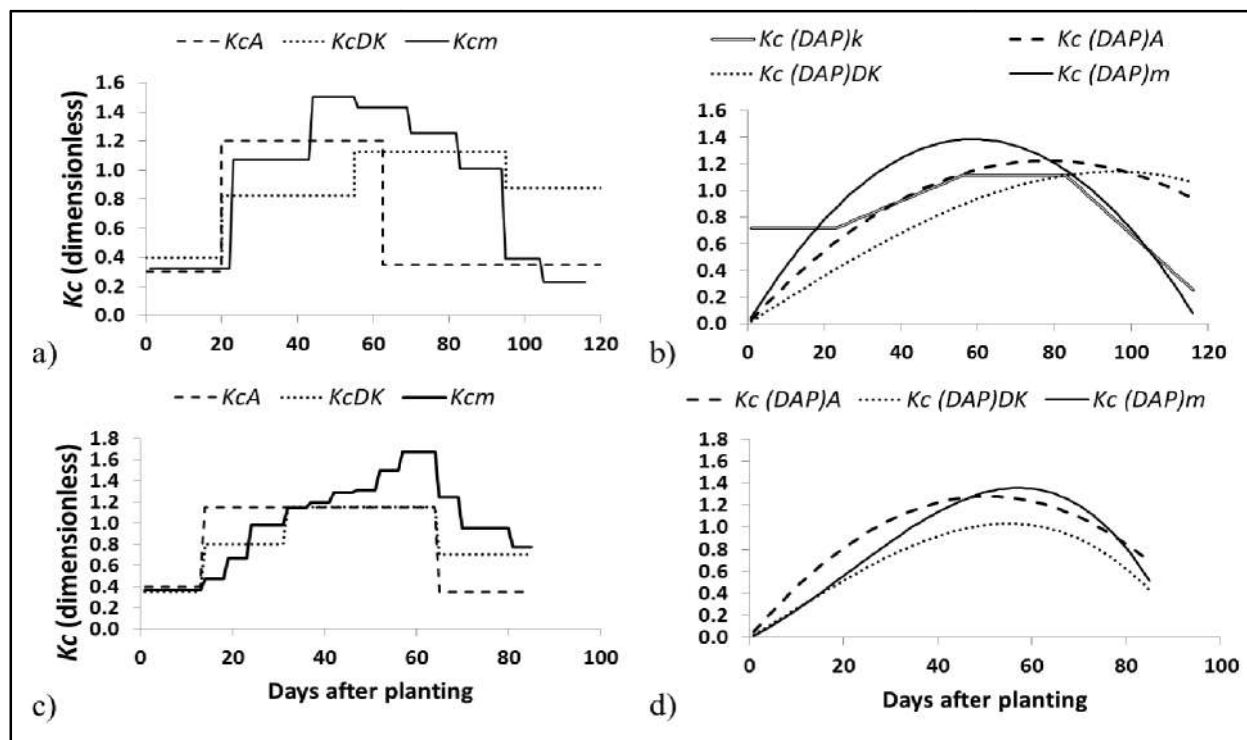 KcA KcDK Kcm
Kc (dimensionless)
1.6
1.4
1.2
1.0
0.8
0.6
0.4
0.2
0.0
0 20 40 60 80 100 120
a)
Kc (DAP)k Kc (DAP)A
Kc (DAP)DK Kc (DAP)m
1.6
1.4
1.2
1.0
0.8
0.6
0.4
0.2
0.0
0 20 40 60 80 100 120
b)
KcA KcDK Kcm
Kc (dimensionless)
1.8
1.6
1.4
1.2
1.0
0.8
0.6
0.4
0.2
0.0
0 20 40 60 80 100
Days after planting
c)
Kc (DAP)A Kc (DAP)DK Kc (DAP)m
1.8
1.6
1.4
1.2
1.0
0.8
0.6
0.4
0.2
0.0
0 20 40 60 80 100
Days after planting
d)